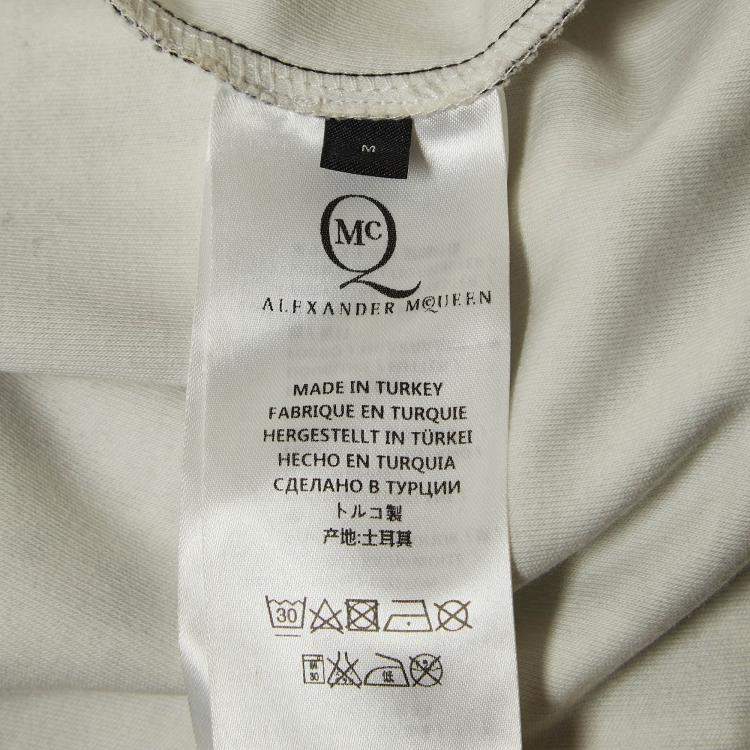 M
McQ
ALEXANDER McQUEEN
MADE IN TURKEY
FABRIQUE EN TURQUIE
HERGESTELLT IN TÜRKEI
HECHO EN TURQUIA
СДЕЛАНО В ТУРЦИИ
トルコ製
产地:土耳其
30
30 低